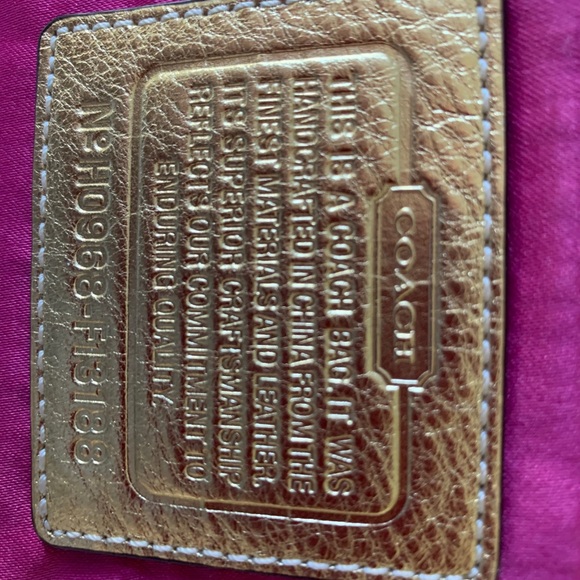 COACH
THIS IS A COACH BAG. IT WAS
HANDCRAFTED IN CHINA FROM THE
FINEST MATERIALS AND LEATHER.
ITS SUPERIOR CRAFTSMANSHIP
REFLECTS OUR COMMITMENT TO
ENDURING QUALITY.
Nº H0968-F13188